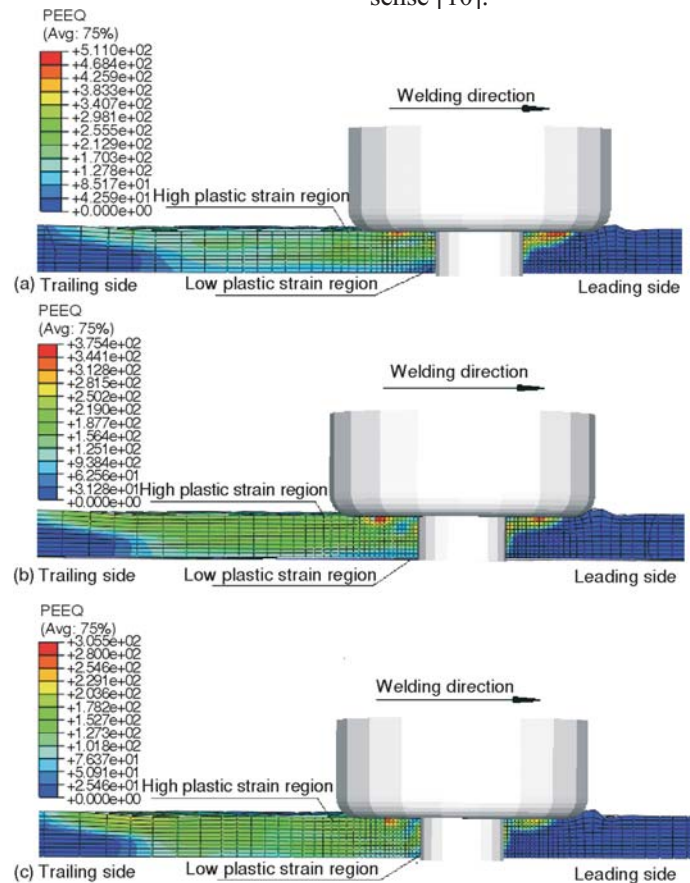 sense [16].
PEEQ
(Avg: 75%)
+5.110e+02
+4.684e+02
+4.259e+02
+3.833e+02
+3.407e+02
+2.981e+02
+2.555e+02
+2.129e+02
+1.703e+02
+1.278e+02
+8.517e+01
+4.259e+01
+0.000e+00
Welding direction
High plastic strain region
(a) Trailing side
Low plastic strain region
Leading side
PEEQ
(Avg: 75%)
+3.754e+02
+3.441e+02
+3.128e+02
+2.815e+02
+2.502e+02
+2.190e+02
+1.877e+02
+1.564e+02
+1.251e+02
+9.384e+01
+6.256e+01
+3.128e+01
+0.000e+00
Welding direction
High plastic strain region
(b) Trailing side
Low plastic strain region
Leading side
PEEQ
(Avg: 75%)
+3.055e+02
+2.800e+02
+2.546e+02
+2.291e+02
+2.036e+02
+1.782e+02
+1.527e+02
+1.273e+02
+1.018e+02
+7.637e+01
+5.091e+01
+2.546e+01
+0.000e+00
Welding direction
High plastic strain region
(c) Trailing side
Low plastic strain region
Leading side